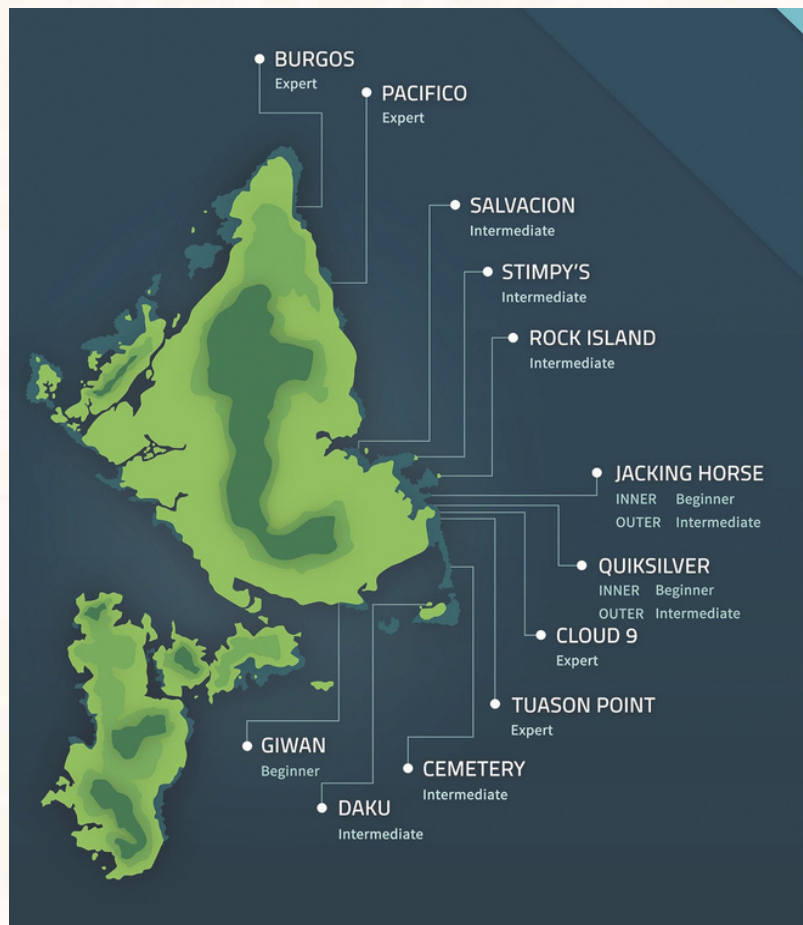 BURGOS
Expert
PACIFICO
Expert
SALVACION
Intermediate
STIMPY'S
Intermediate
ROCK ISLAND
Intermediate
JACKING HORSE
INNER Beginner
OUTER Intermediate
QUIKSILVER
INNER Beginner
OUTER Intermediate
CLOUD 9
Expert
TUASON POINT
Expert
GIWAN
Beginner
CEMETERY
Intermediate
DAKU
Intermediate